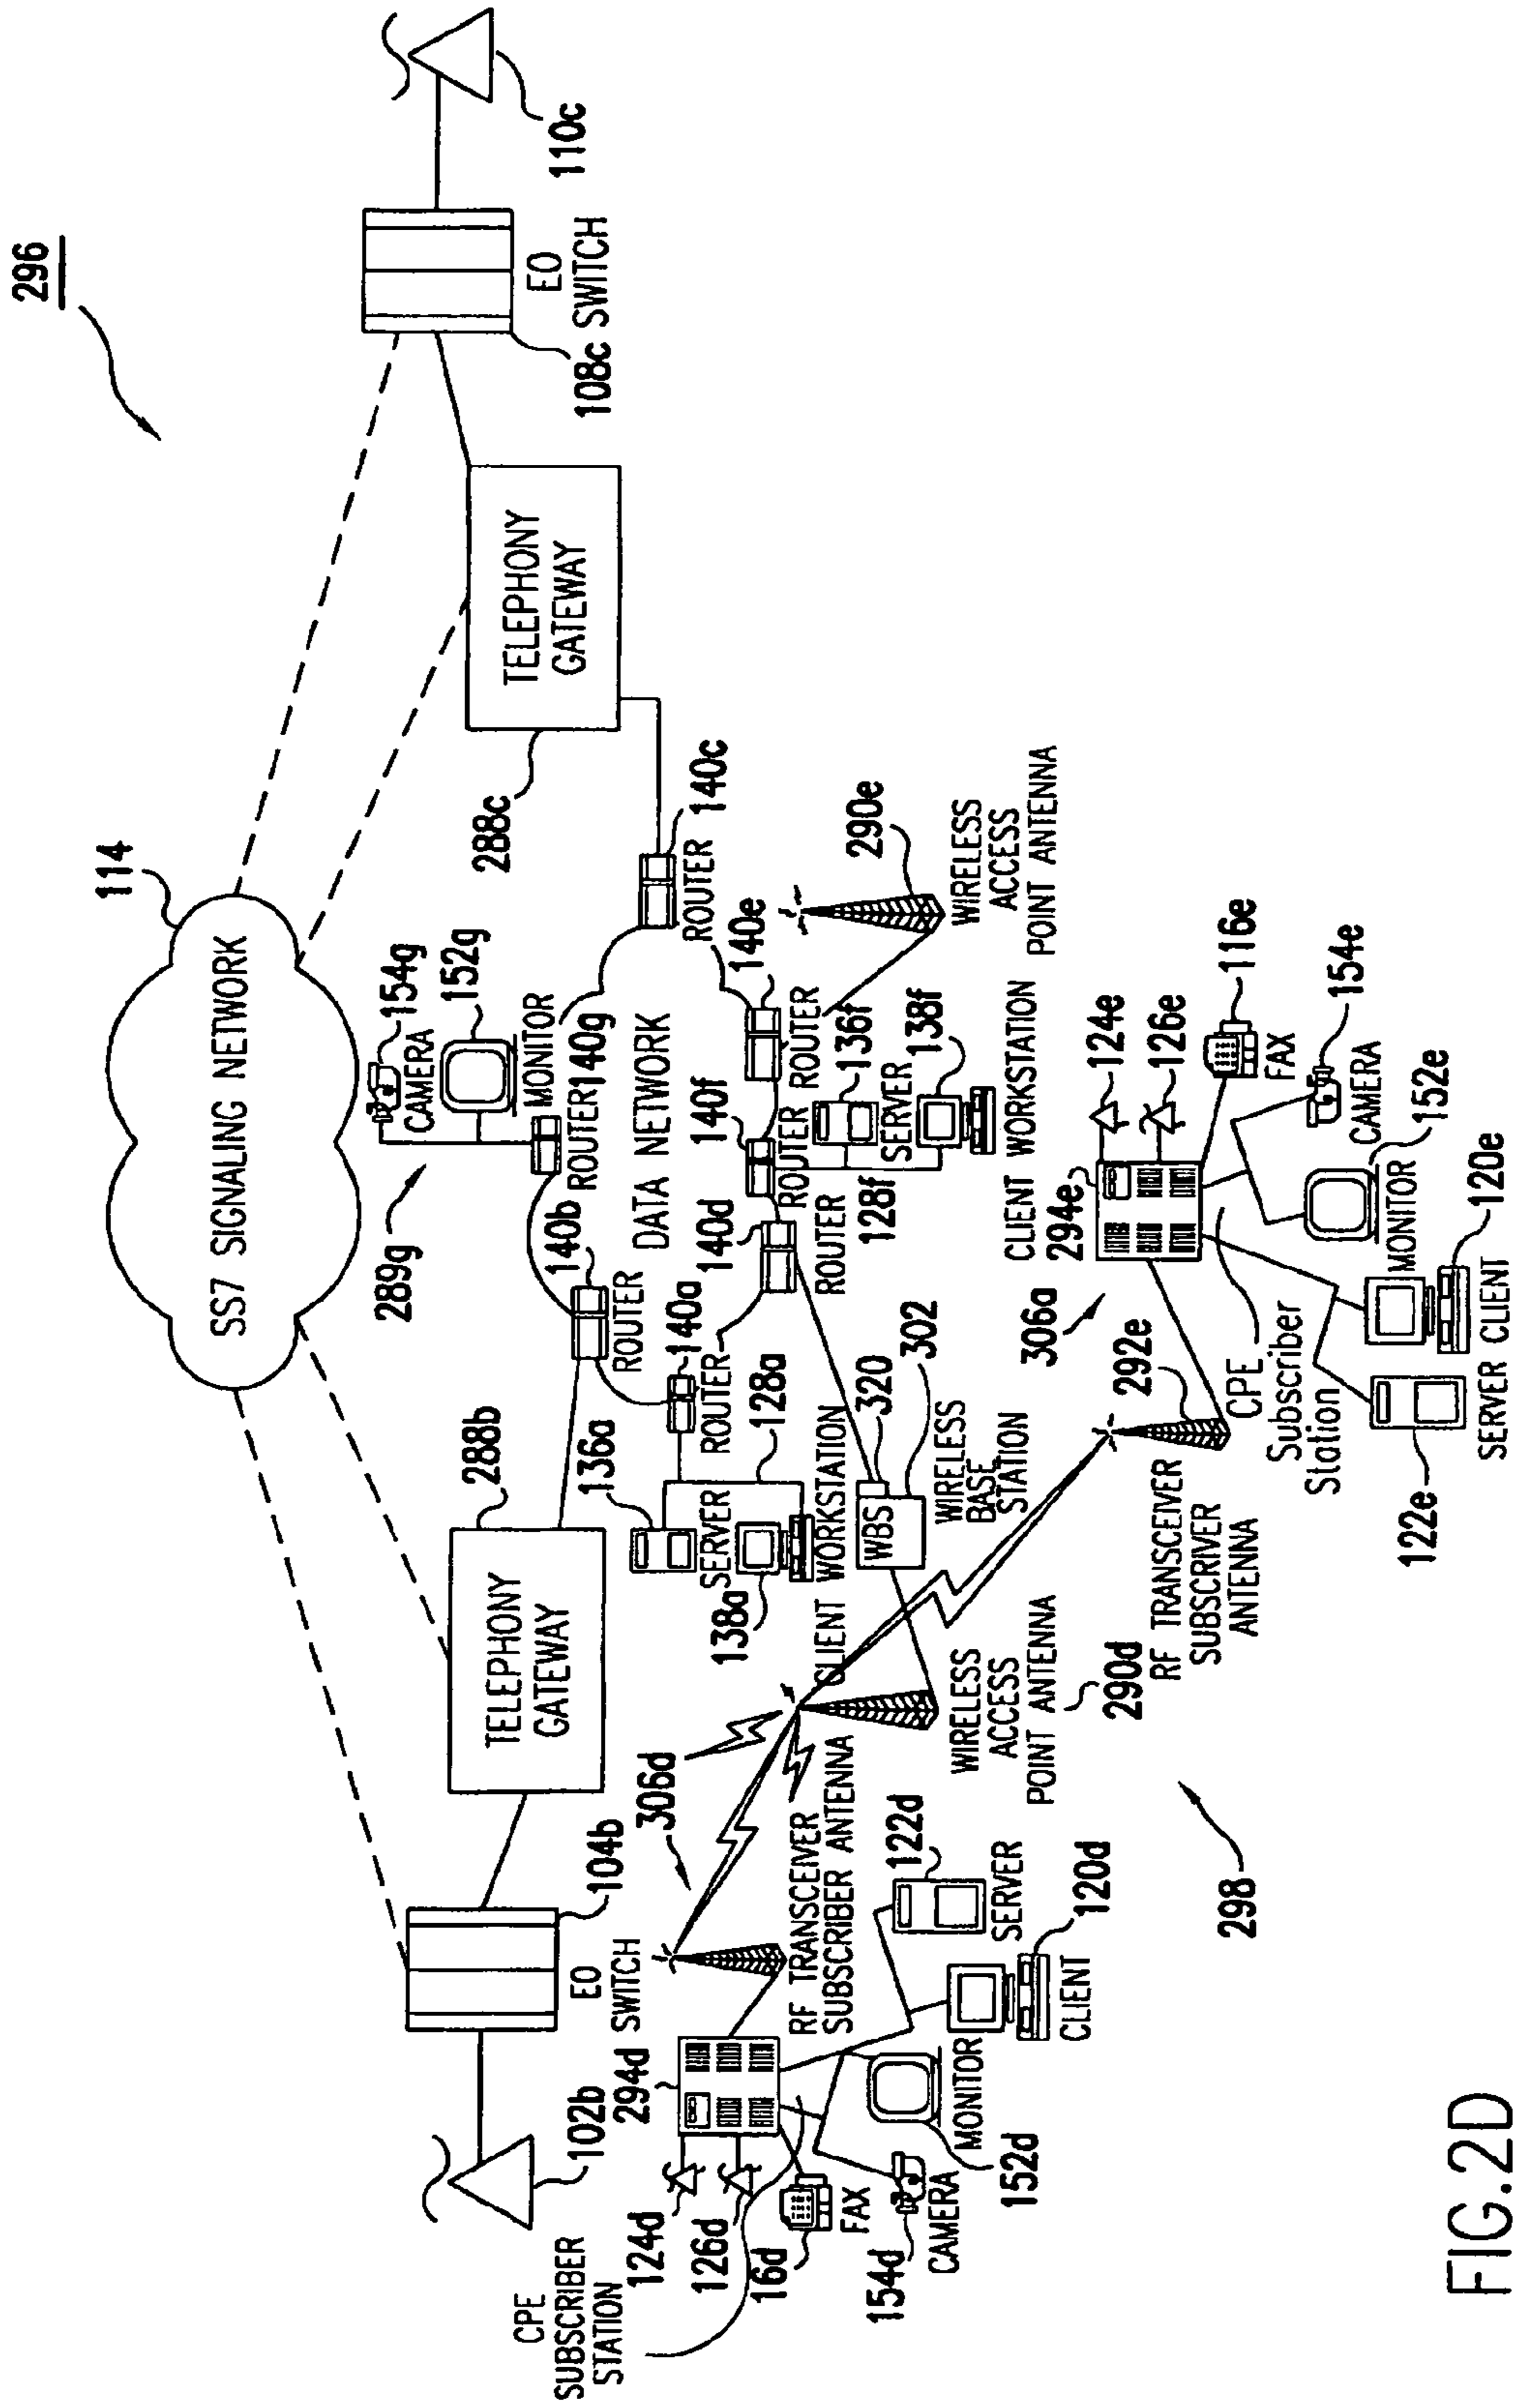 296
114
SS7 SIGNALING NETWORK
110c
EO
SWITCH
108c
TELEPHONY
GATEWAY
288c
154g
CAMERA
152g
MONITOR
289g
ROUTER
140g
140b
ROUTER
DATA NETWORK
140c
ROUTER
140e
ROUTER
290e
WIRELESS
ACCESS
POINT ANTENNA
140f
ROUTER
136f
SERVER
138f
128f
CLIENT WORKSTATION
140d
ROUTER
140a
ROUTER
128a
136a
SERVER
138a
CLIENT WORKSTATION
288b
TELEPHONY
GATEWAY
104b
EO
SWITCH
102b
CPE
SUBSCRIBER
STATION
294d
124d
126d
16d
FAX
154d
CAMERA
152d
MONITOR
120d
CLIENT
122d
SERVER
RF TRANSCEIVER
SUBSCRIBER ANTENNA
306d
320
302
WBS
WIRELESS
BASE
STATION
WIRELESS
ACCESS
POINT ANTENNA
290d
298
RF TRANSCEIVER
SUBSCRIVER
ANTENNA
292e
306a
294e
CPE
Subscriber
Station
124e
126e
116e
FAX
154e
CAMERA
152e
MONITOR
120e
SERVER CLIENT
122e
FIG.2D